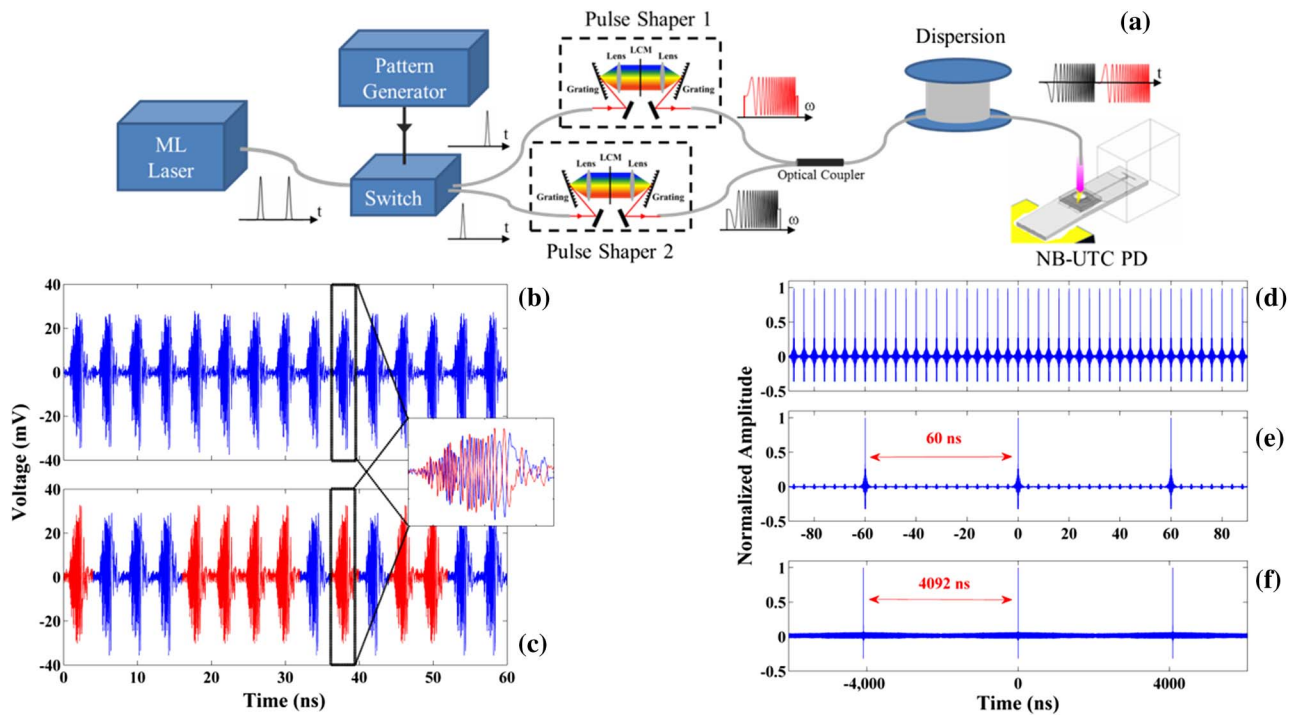 (a)
Pulse Shaper 1
Lens
LCM
Lens
Grating
Grating
Dispersion
Pattern
Generator
t
ω
t
ML
Laser
Switch
t
t
Lens
LCM
Lens
Grating
Grating
Optical Coupler
ω
Pulse Shaper 2
NB-UTC PD
(b)
40
20
0
-20
-40
Voltage (mV)
40
20
0
-20
-40
(c)
0
10
20
30
40
50
60
Time (ns)
(d)
1
0.5
0
-0.5
Normalized Amplitude
(e)
1
0.5
0
-0.5
60 ns
-80
-60
-40
-20
0
20
40
60
80
(f)
1
0.5
0
-0.5
4092 ns
-4,000
0
4000
Time (ns)